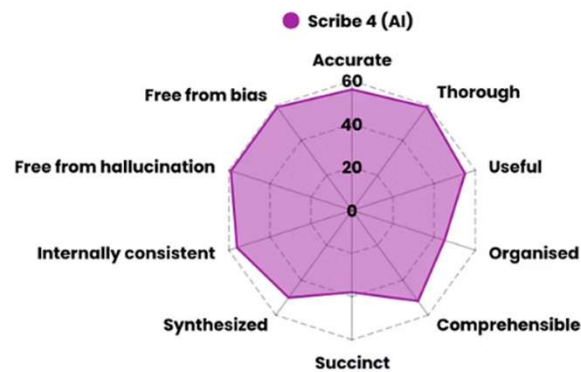 Scribe 4 (AI)
Accurate
60
Free from bias
Thorough
40
Free from hallucination
20
Useful
0
Internally consistent
Organised
Synthesized
Comprehensible
Succinct